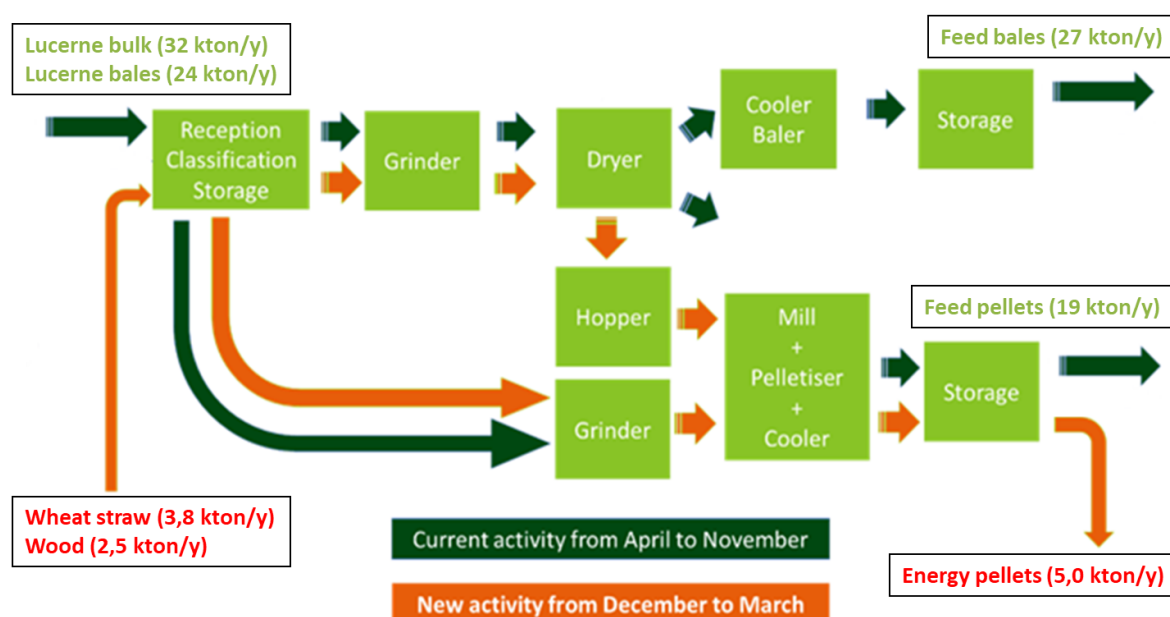 Lucerne bulk (32 kton/y)
Lucerne bales (24 kton/y)
Feed bales (27 kton/y)
Reception
Classification
Storage
Grinder
Dryer
Cooler
Baler
Storage
Hopper
Mill
+
Pelletiser
+
Cooler
Feed pellets (19 kton/y)
Storage
Grinder
Wheat straw (3,8 kton/y)
Wood (2,5 kton/y)
Current activity from April to November
Energy pellets (5,0 kton/y)
New activity from December to March